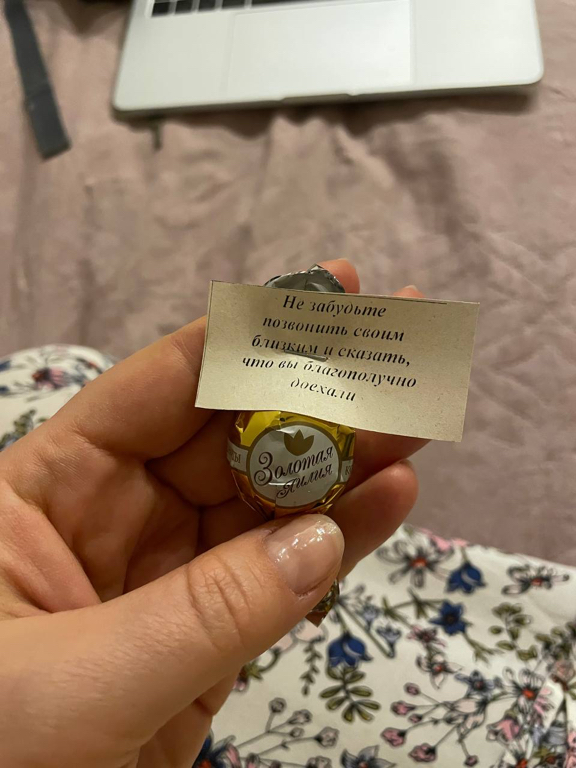 Не забудьте
позвонить своим
близким и сказать,
что вы благополучно
доехали
Золотая
Лилия